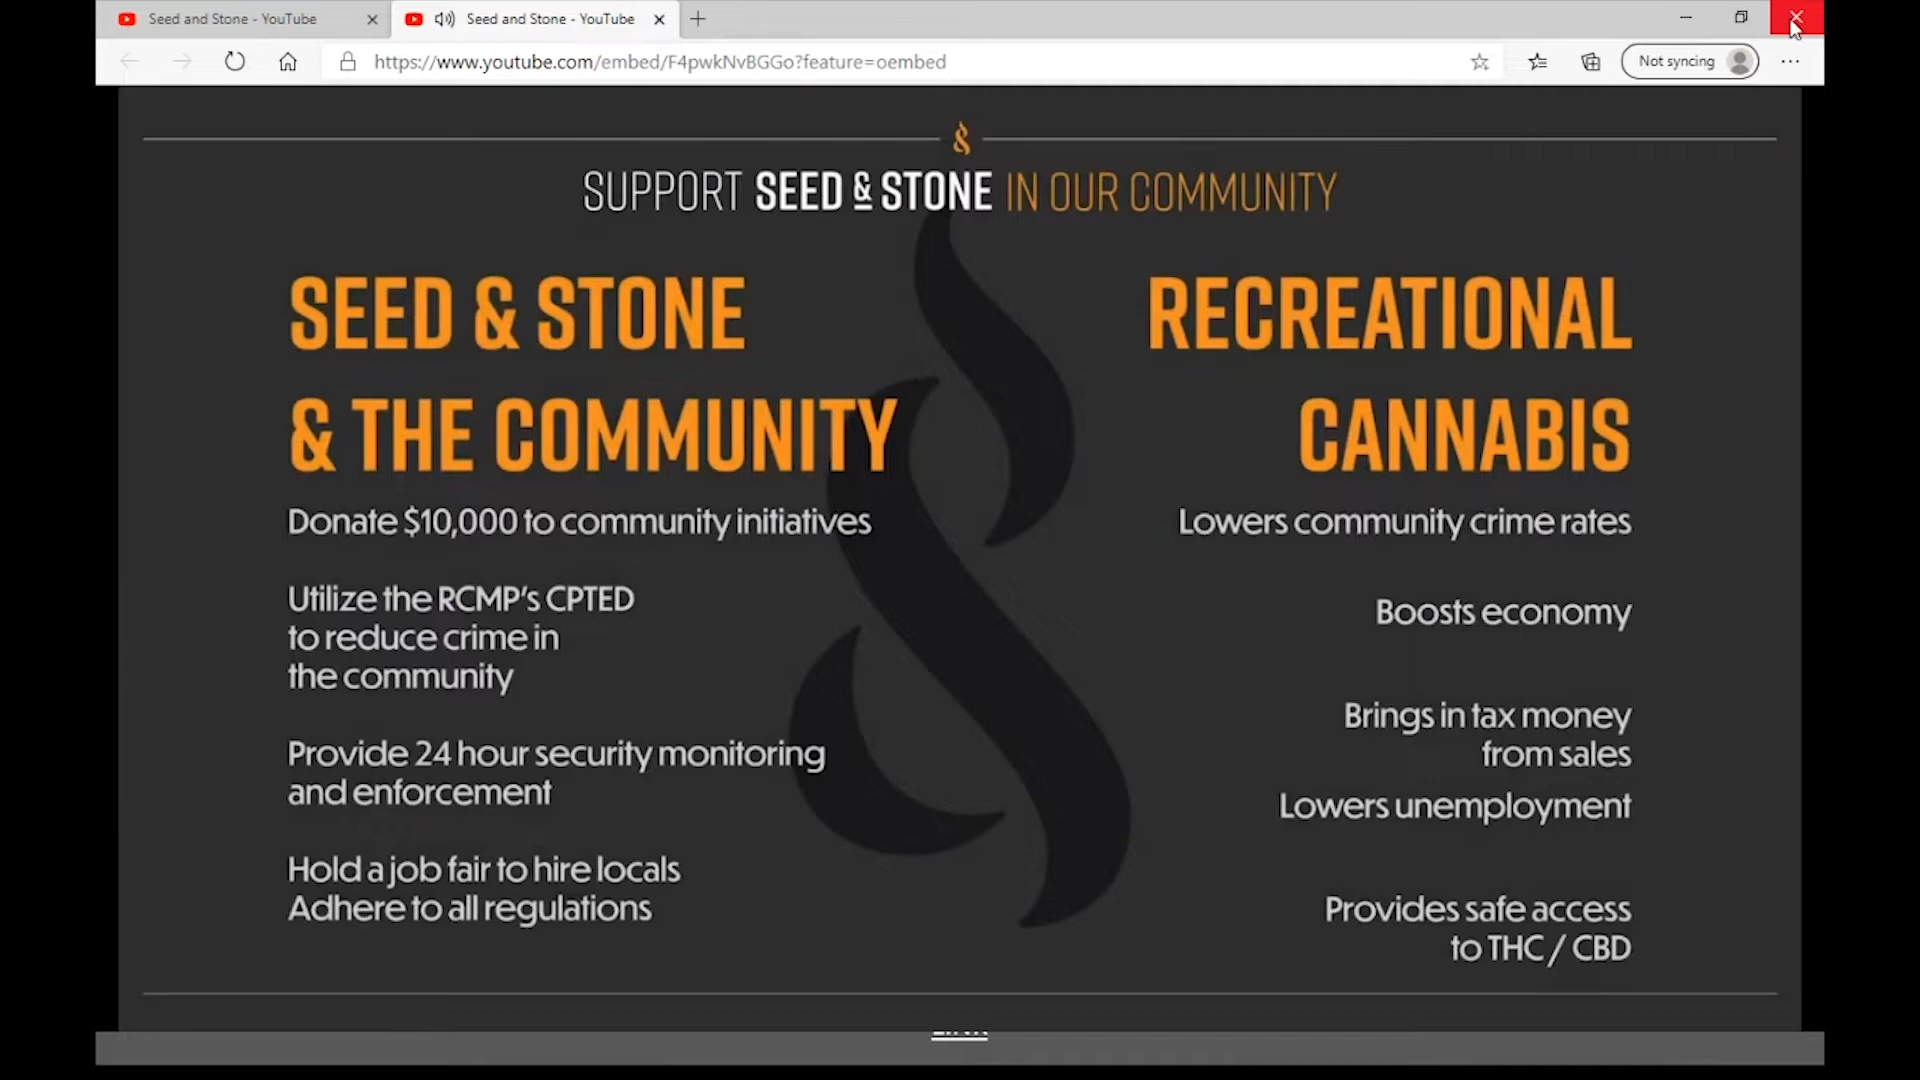 Seed and Stone - YouTube
Seed and Stone - YouTube
https://www.youtube.com/embed/F4pwkNvBGGo?feature=oembed
Not syncing
SUPPORT SEED & STONE IN OUR COMMUNITY
SEED & STONE
& THE COMMUNITY
Donate $10,000 to community initiatives
Utilize the RCMP's CPTED
to reduce crime in
the community
Provide 24 hour security monitoring
and enforcement
Hold a job fair to hire locals
Adhere to all regulations
RECREATIONAL
CANNABIS
Lowers community crime rates
Boosts economy
Brings in tax money
from sales
Lowers unemployment
Provides safe access
to THC / CBD